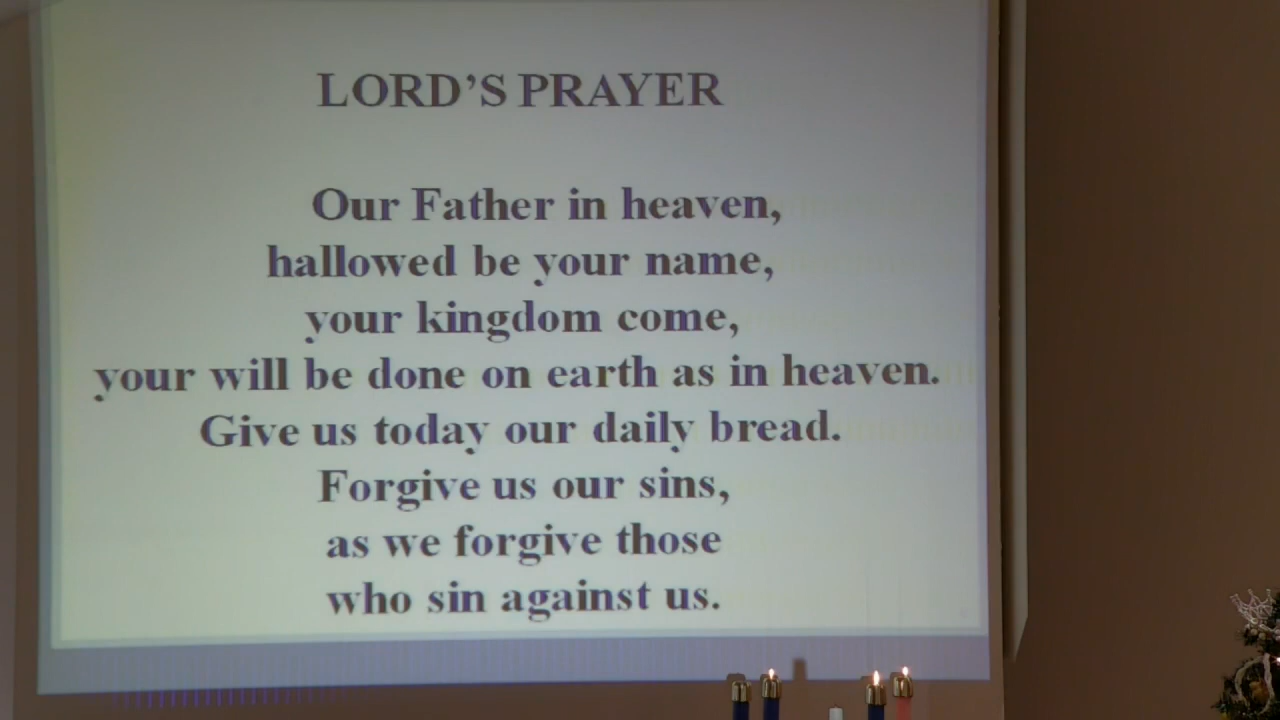 LORD’S PRAYER
Our Father in heaven,
hallowed be your name,
your kingdom come,
your will be done on earth as in heaven.
Give us today our daily bread.
Forgive us our sins,
as we forgive those
who sin against us.